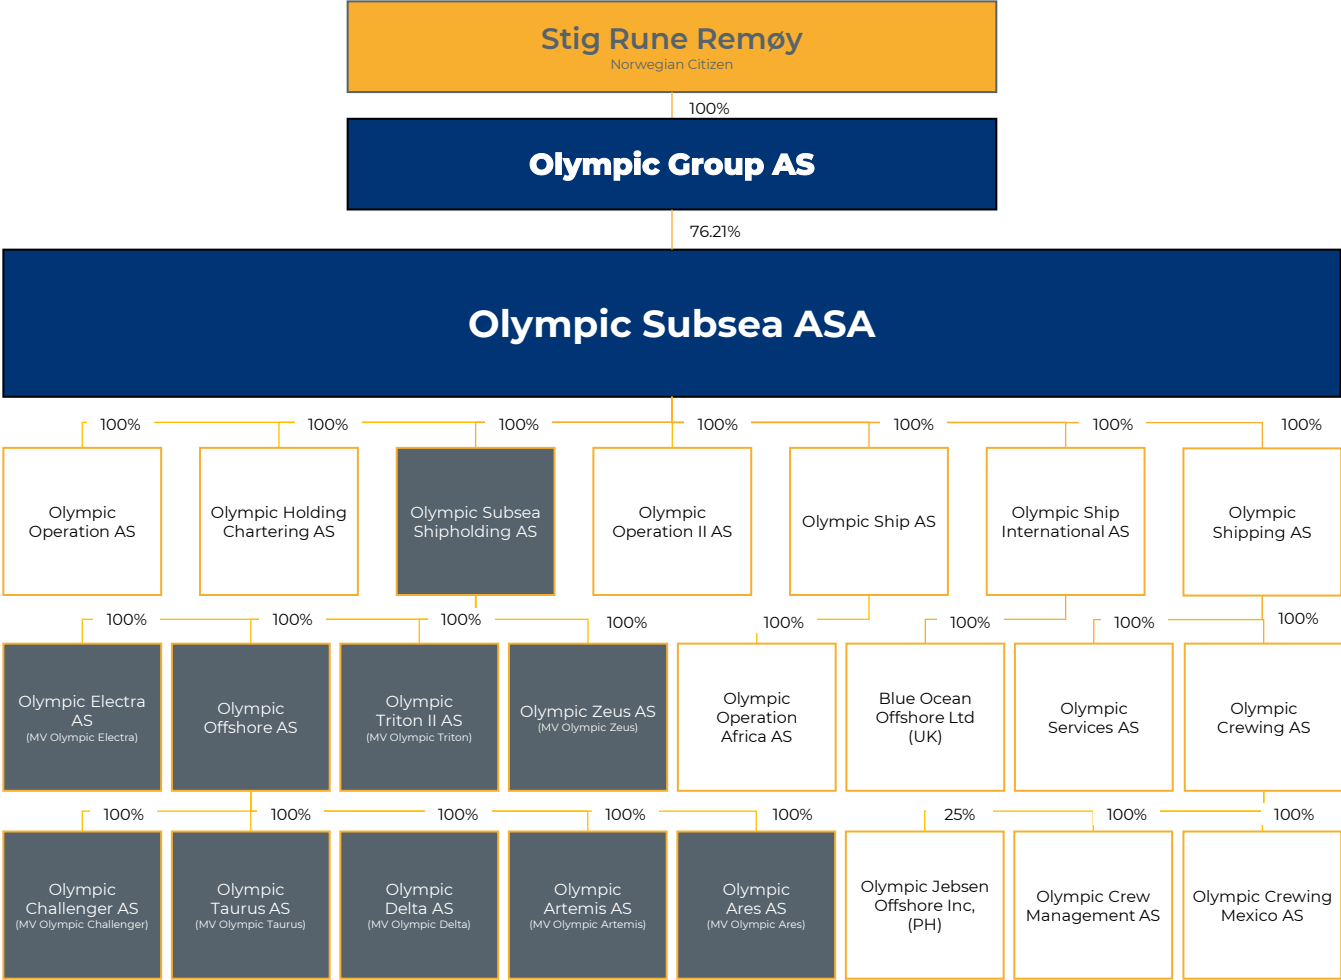 Stig Rune Remøy
Norwegian Citizen
100%
Olympic Group AS
76.21%
Olympic Subsea ASA
100%
100%
100%
100%
100%
100%
100%
Olympic
Operation AS
Olympic Holding
Chartering AS
Olympic Subsea
Shipholding AS
Olympic
Operation II AS
Olympic Ship AS
Olympic Ship
International AS
Olympic
Shipping AS
100%
100%
100%
100%
100%
100%
100%
100%
Olympic Electra
AS
(MV Olympic Electra)
Olympic
Offshore AS
Olympic
Triton II AS
(MV Olympic Triton)
Olympic Zeus AS
(MV Olympic Zeus)
Olympic
Operation
Africa AS
Blue Ocean
Offshore Ltd
(UK)
Olympic
Services AS
Olympic
Crewing AS
100%
100%
100%
100%
100%
25%
100%
100%
Olympic
Challenger AS
(MV Olympic Challenger)
Olympic
Taurus AS
(MV Olympic Taurus)
Olympic
Delta AS
(MV Olympic Delta)
Olympic
Artemis AS
(MV Olympic Artemis)
Olympic
Ares AS
(MV Olympic Ares)
Olympic Jebsen
Offshore Inc,
(PH)
Olympic Crew
Management AS
Olympic Crewing
Mexico AS